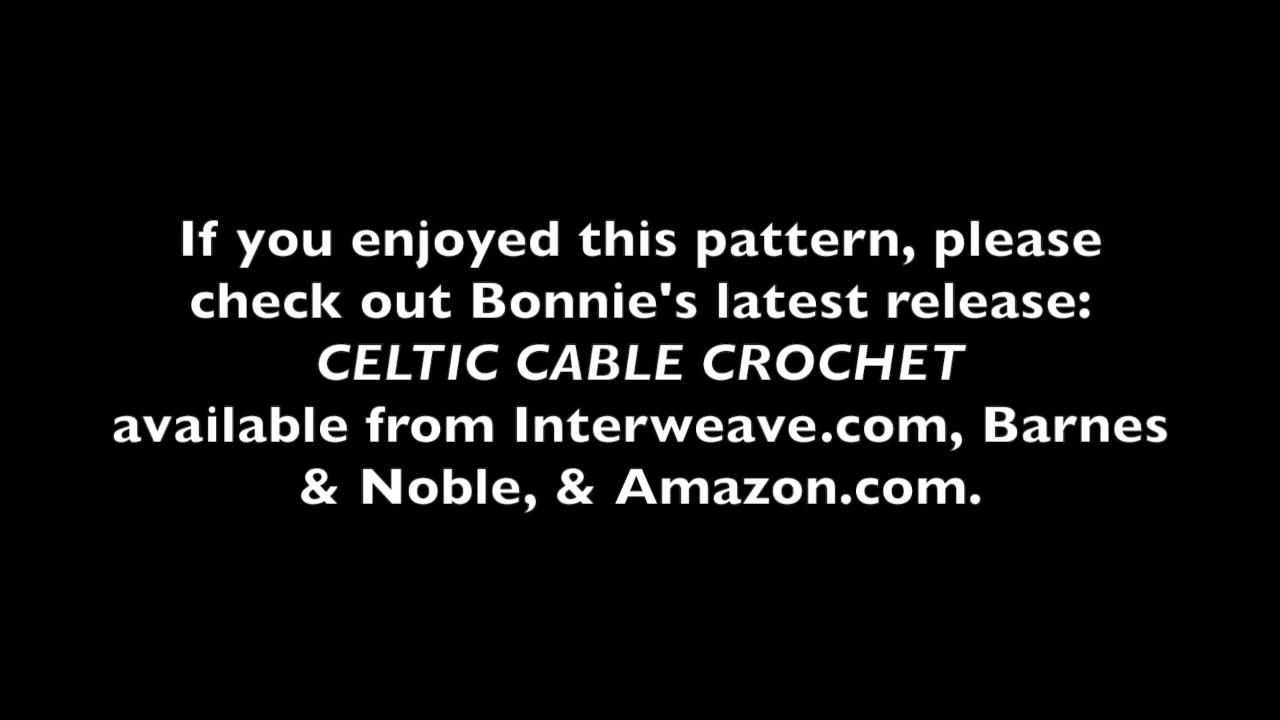 If you enjoyed this pattern, please
check out Bonnie's latest release:
CELTIC CABLE CROCHET
available from Interweave.com, Barnes
& Noble, & Amazon.com.